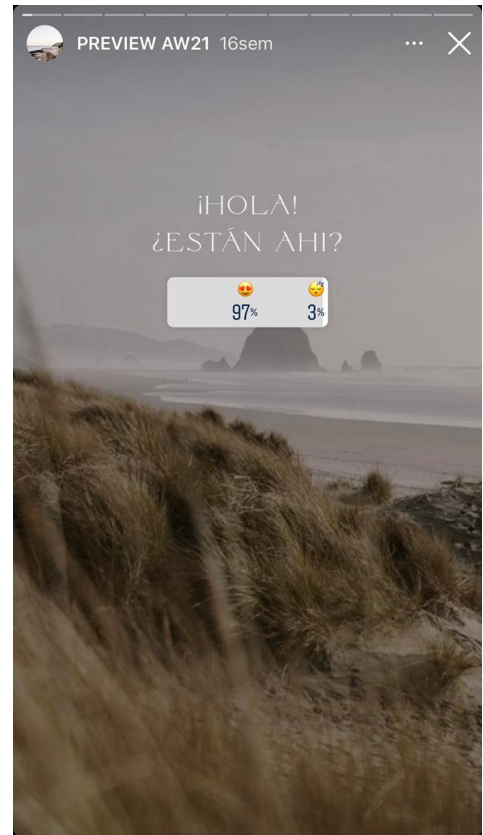 PREVIEW AW21 16sem
¡HOLA!
¿ESTÁN AHI?
😍 😴
97% 3%